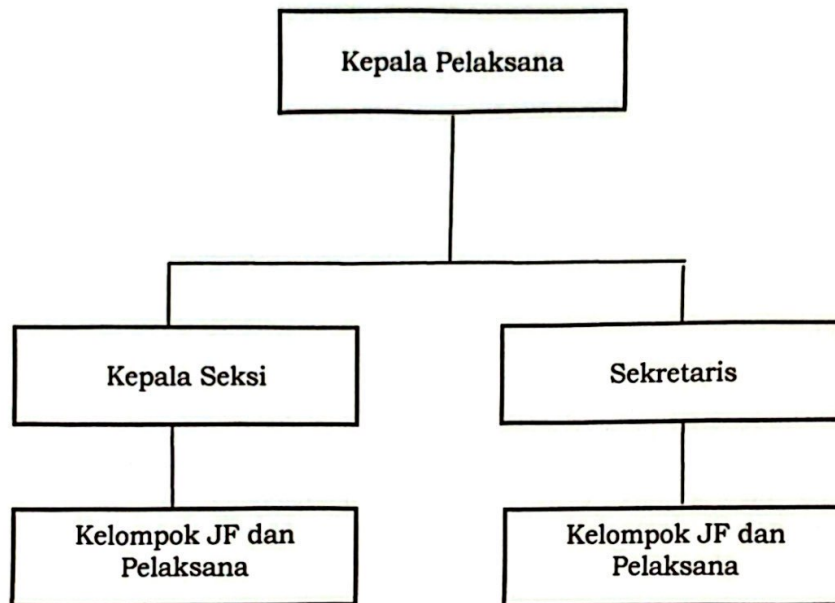 Kepala Pelaksana
Kepala Seksi
Sekretaris
Kelompok JF dan
Pelaksana
Kelompok JF dan
Pelaksana